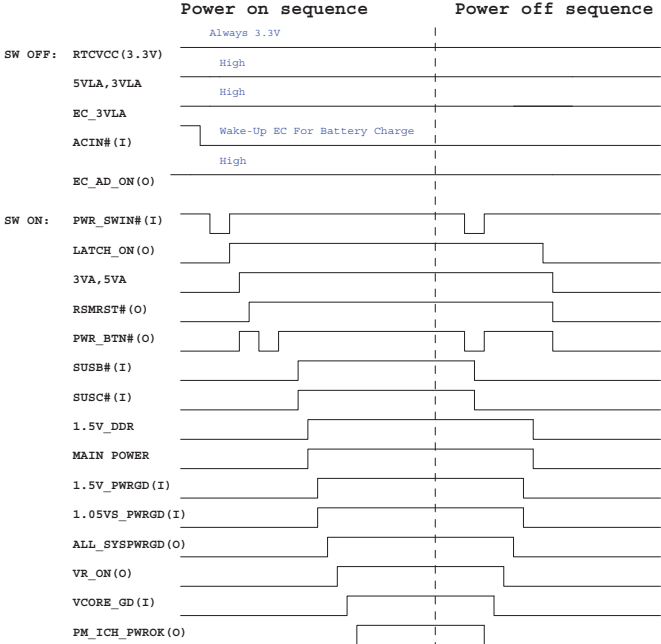 Power on sequence Power off sequence
Always 3.3V
SW OFF: RTCVCC(3.3V)
High
5VLA,3VLA
High
EC_3VLA
Wake-Up EC For Battery Charge
ACIN#(I)
High
EC_AD_ON(O)
SW ON: PWR_SWIN#(I)
LATCH_ON(O)
3VA,5VA
RSMRST#(O)
PWR_BTN#(O)
SUSB#(I)
SUSC#(I)
1.5V_DDR
MAIN POWER
1.5V_PWRGD(I)
1.05VS_PWRGD(I)
ALL_SYSPWRGD(O)
VR_ON(O)
VCORE_GD(I)
PM_ICH_PWROK(O)